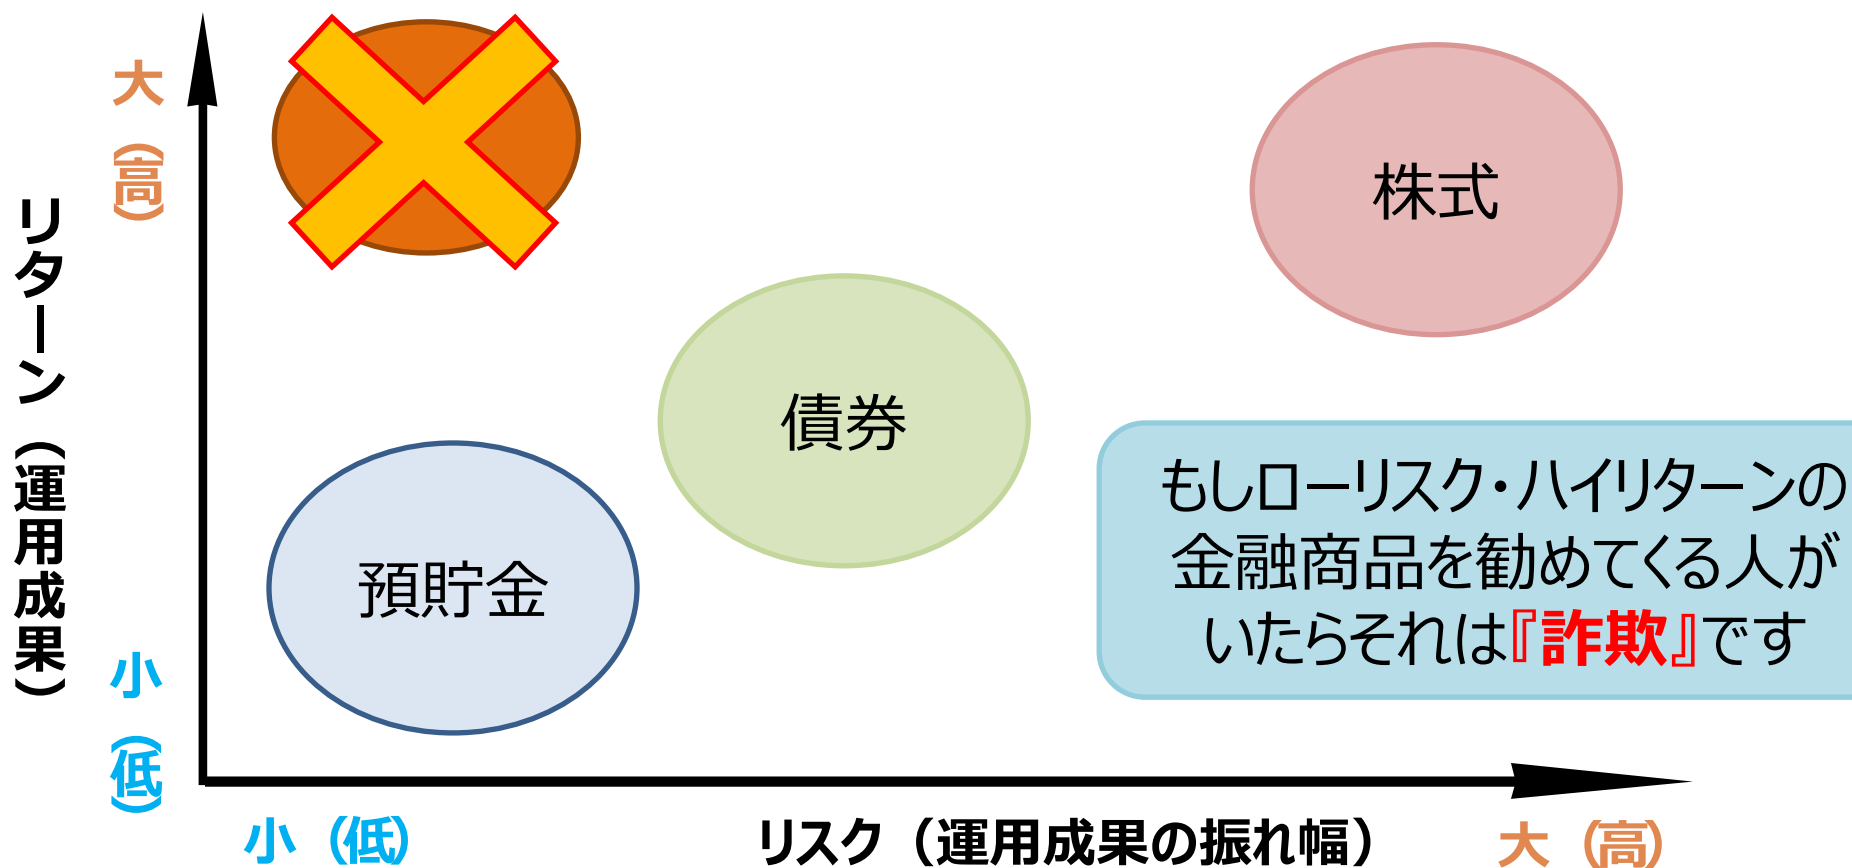 リターン（運用成果）
大（高）
小（低）
株式
債券
預貯金
もしローリスク・ハイリターンの
金融商品を勧めてくる人が
いたらそれは『詐欺』です
小（低）
リスク（運用成果の振れ幅）
大（高）